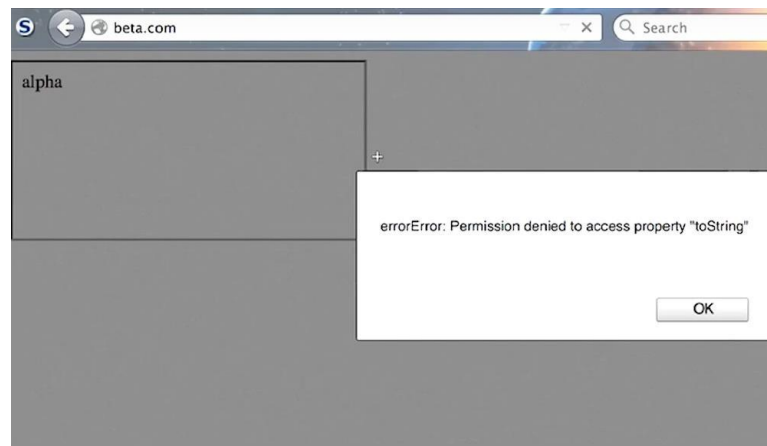 S
beta.com
Search
alpha
errorError: Permission denied to access property "toString"
OK